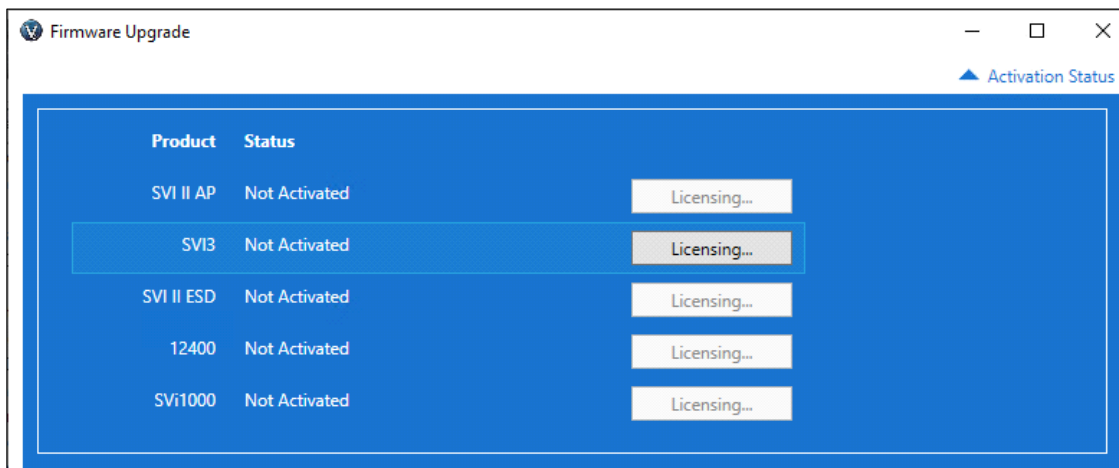 Firmware Upgrade
Activation Status
Product Status
SVI II AP Not Activated Licensing...
SVI3 Not Activated Licensing...
SVI II ESD Not Activated Licensing...
12400 Not Activated Licensing...
SVi1000 Not Activated Licensing...